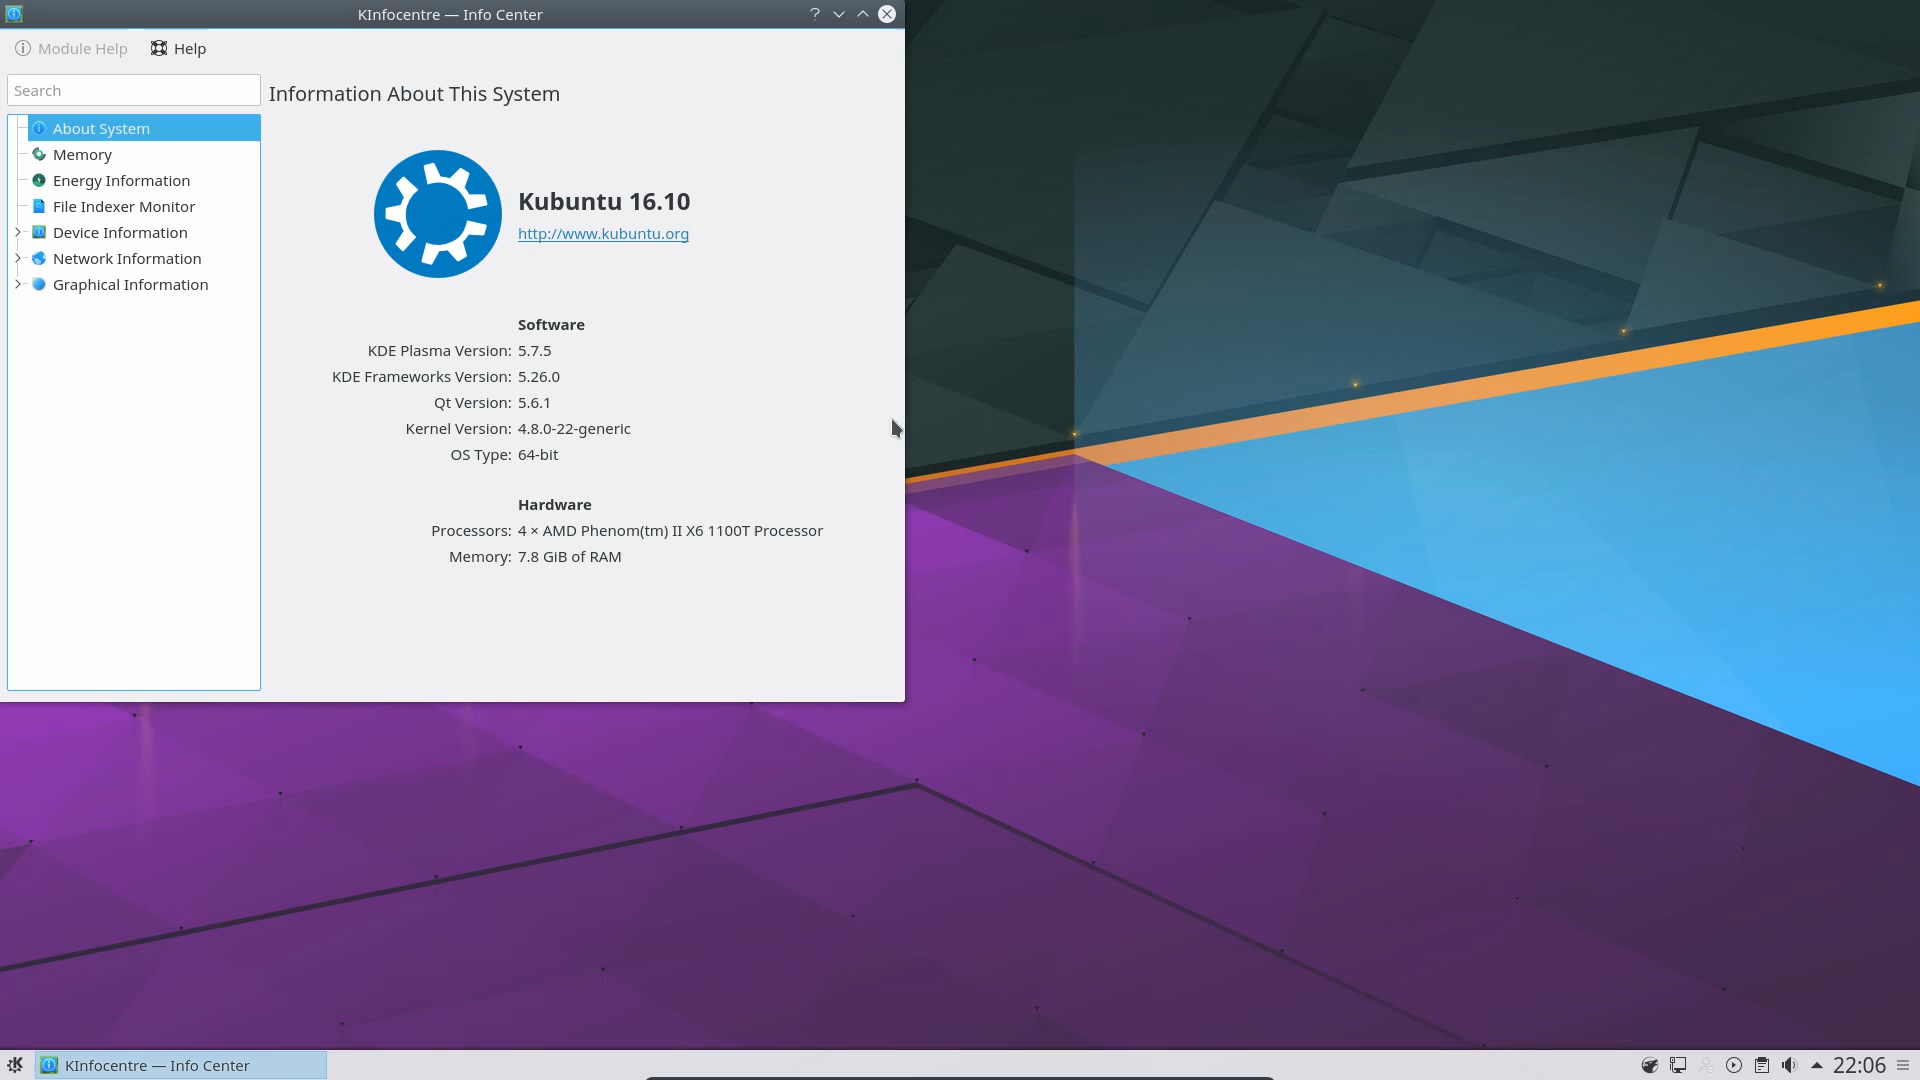 KInfocentre — Info Center
Module Help
Help
Search
Information About This System
About System
Memory
Energy Information
File Indexer Monitor
Device Information
Network Information
Graphical Information
Kubuntu 16.10
http://www.kubuntu.org
Software
KDE Plasma Version: 5.7.5
KDE Frameworks Version: 5.26.0
Qt Version: 5.6.1
Kernel Version: 4.8.0-22-generic
OS Type: 64-bit
Hardware
Processors: 4 × AMD Phenom(tm) II X6 1100T Processor
Memory: 7.8 GiB of RAM
KInfocentre — Info Center
22:06